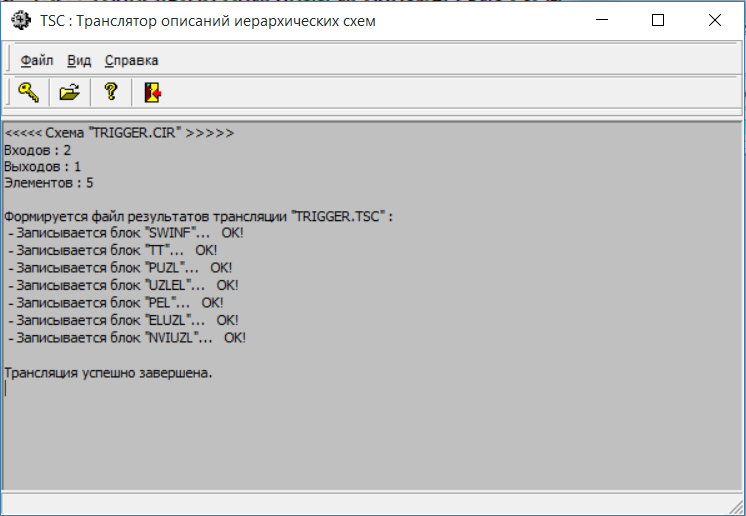 TSC : Транслятор описаний иерархических схем
Файл Вид Справка
<<<<< Схема "TRIGGER.CIR" >>>>>
Входов : 2
Выходов : 1
Элементов : 5
Формируется файл результатов трансляции "TRIGGER.TSC" :
- Записывается блок "SWINF"... OK!
- Записывается блок "TT"... OK!
- Записывается блок "PUZL"... OK!
- Записывается блок "UZLEL"... OK!
- Записывается блок "PEL"... OK!
- Записывается блок "ELUZL"... OK!
- Записывается блок "NVIUZL"... OK!
Трансляция успешно завершена.